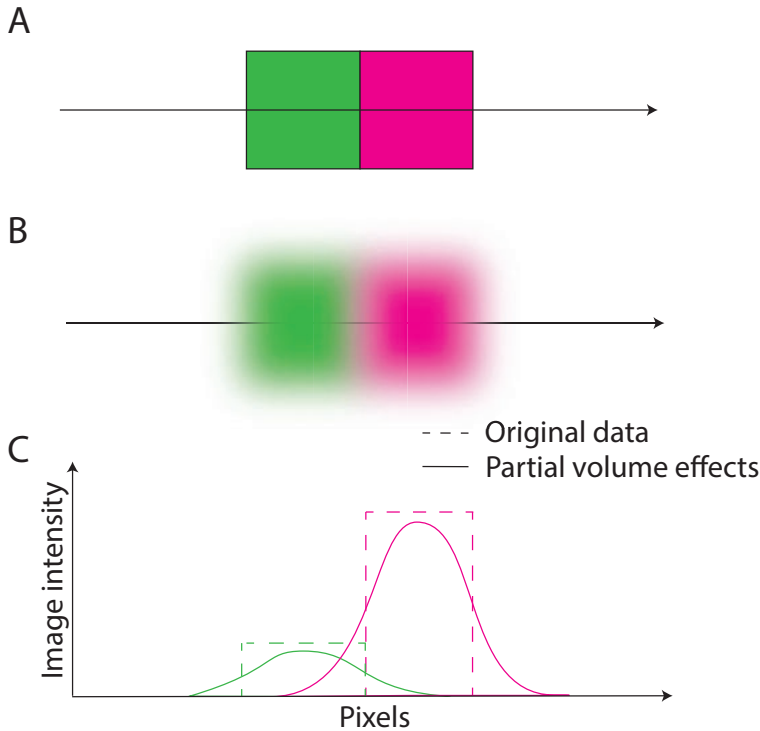 A
B
C
Original data
Partial volume effects
Image intensity
Pixels